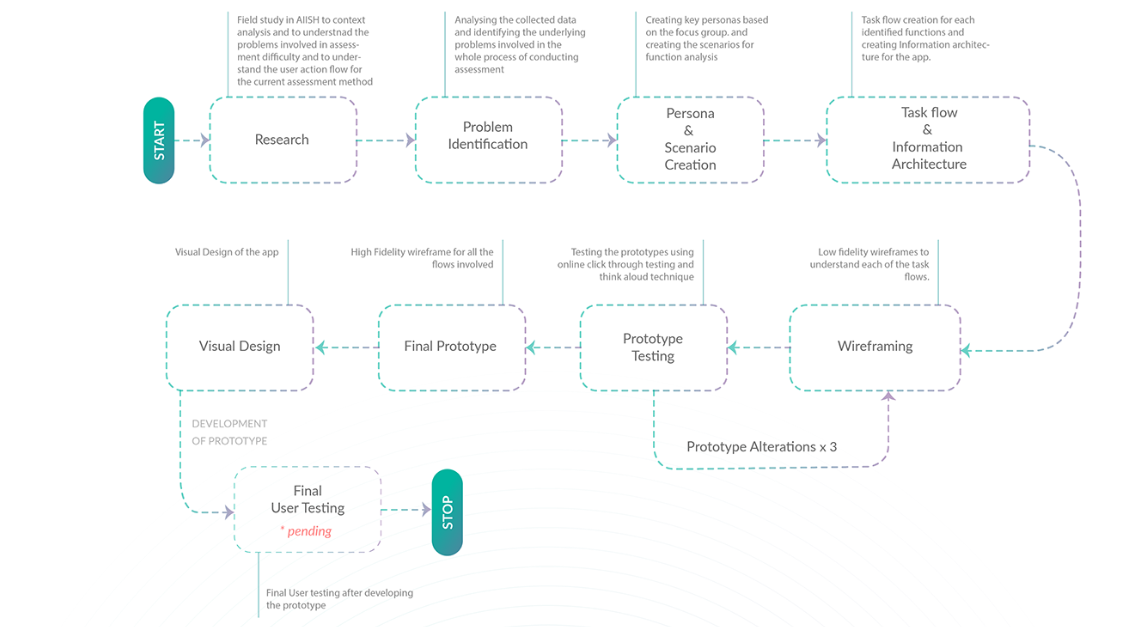 Field study in AIISH to context
analysis and to understnad the
problems involved in assess-
ment difficulty and to under-
stand the user action flow for
the current assessment method
Analysing the collected data
and identifying the underlying
problems involved in the
whole process of conducting
assessment
Creating key personas based
on the focus group. and
creating the scenarios for
function analysis
Task flow creation for each
identified functions and
creating Information architec-
ture for the app.
START
Research
Problem
Identification
Persona
&
Scenario
Creation
Task flow
&
Information
Architecture
Visual Design of the app
High Fidelity wireframe for all the
flows involved
Testing the prototypes using
online click through testing and
think aloud technique
Low fidelity wireframes to
understand each of the task
flows.
Visual Design
Final Prototype
Prototype
Testing
Wireframing
DEVELOPMENT
OF PROTOTYPE
Prototype Alterations x 3
Final
User Testing
* pending
STOP
Final User testing after developing
the prototype